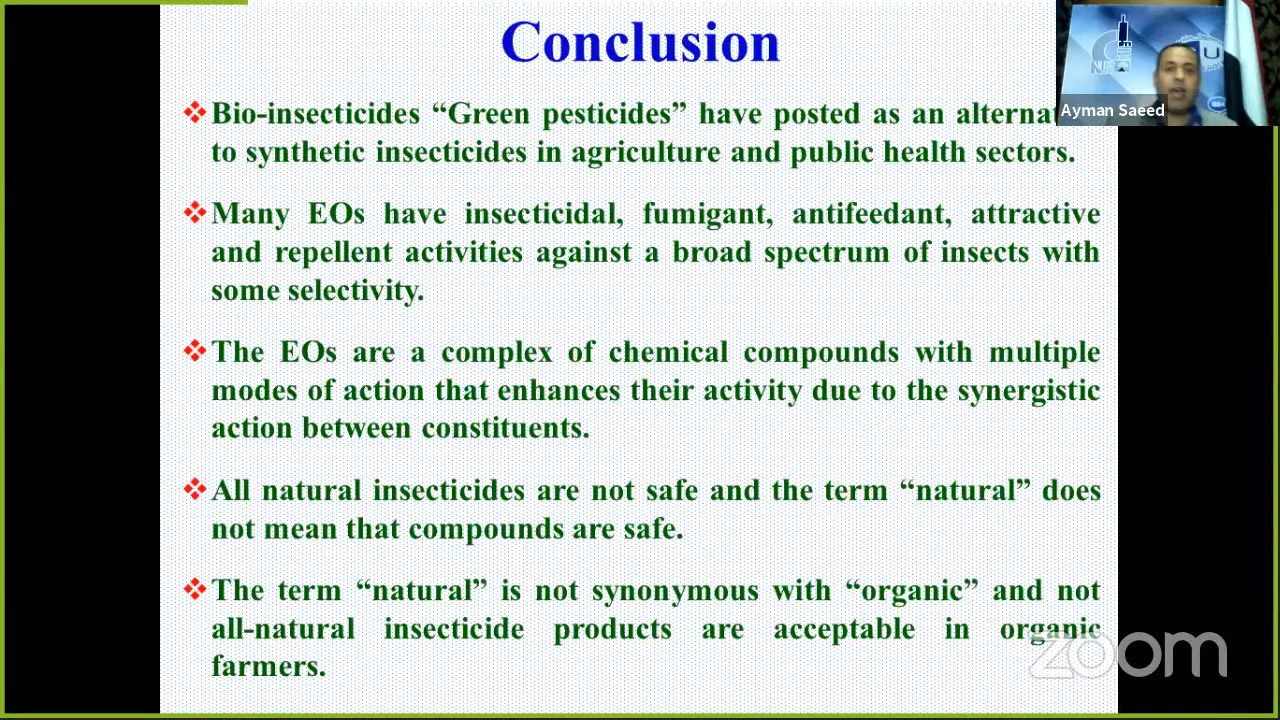 Conclusion
❖ Bio-insecticides “Green pesticides” have posted as an
to synthetic insecticides in agriculture and public health sectors.
❖ Many EOs have insecticidal, fumigant, antifeedant, attractive
and repellent activities against a broad spectrum of insects with
some selectivity.
❖ The EOs are a complex of chemical compounds with multiple
modes of action that enhances their activity due to the synergistic
action between constituents.
❖ All natural insecticides are not safe and the term “natural” does
not mean that compounds are safe.
❖ The term “natural” is not synonymous with “organic” and not
all-natural insecticide products are acceptable in organic
farmers.
Ayman Saeed
zoom